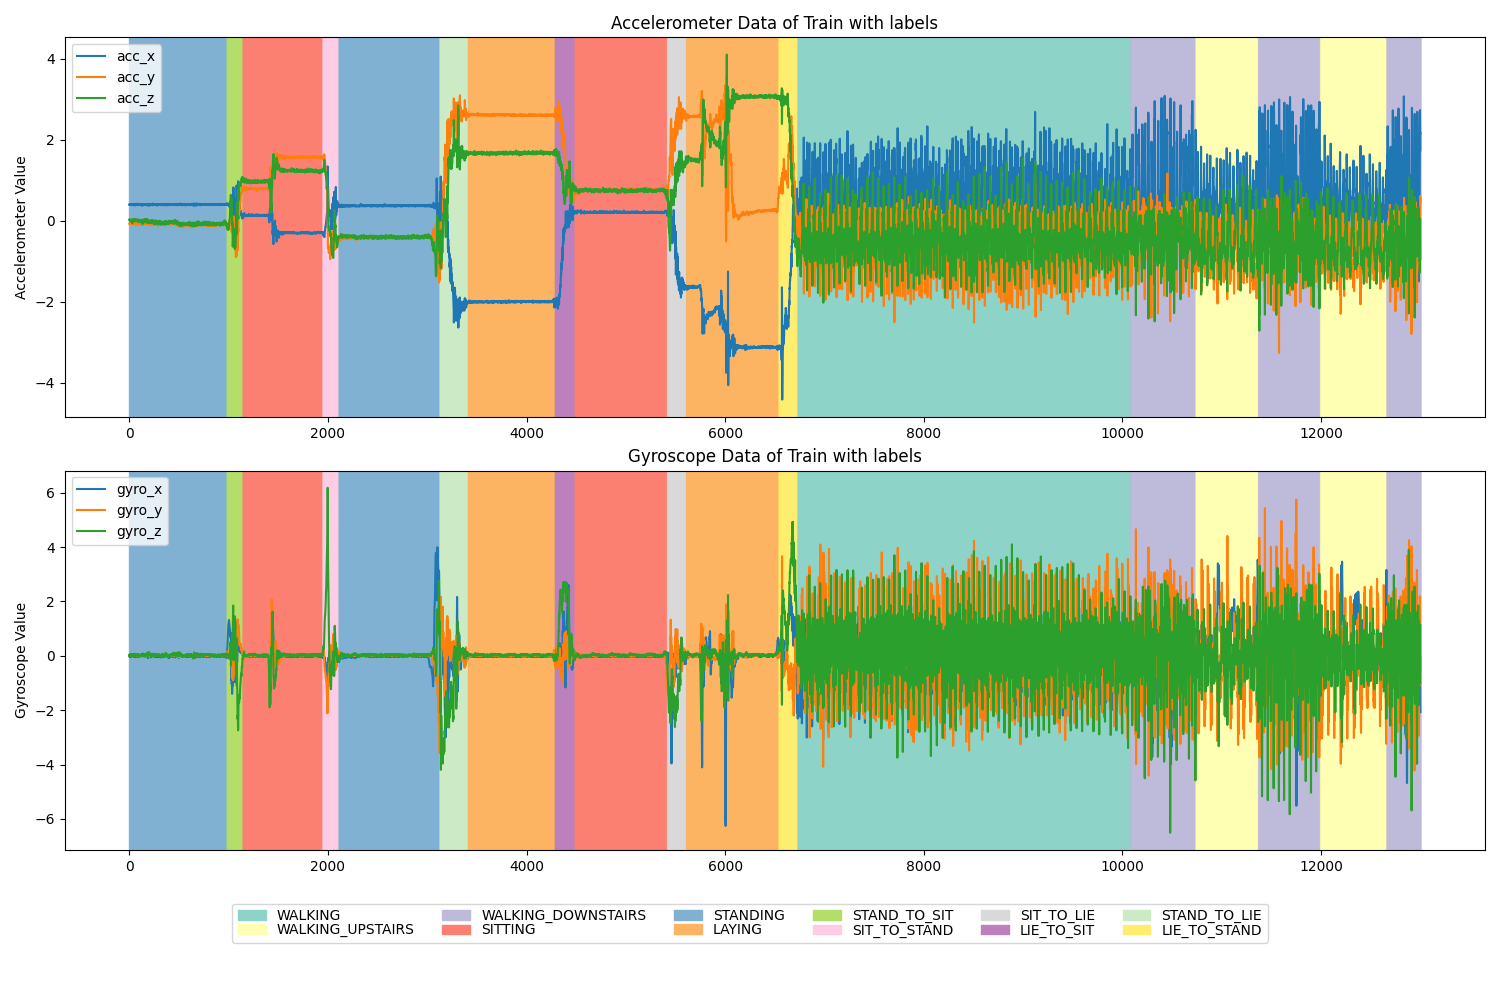 Accelerometer Data of Train with labels
acc_x
acc_y
acc_z
Accelerometer Value
4
2
0
−2
−4
0 2000 4000 6000 8000 10000 12000
Gyroscope Data of Train with labels
gyro_x
gyro_y
gyro_z
Gyroscope Value
6
4
2
0
−2
−4
−6
0 2000 4000 6000 8000 10000 12000
WALKING WALKING_DOWNSTAIRS STANDING STAND_TO_SIT SIT_TO_LIE STAND_TO_LIE
WALKING_UPSTAIRS SITTING LAYING SIT_TO_STAND LIE_TO_SIT LIE_TO_STAND